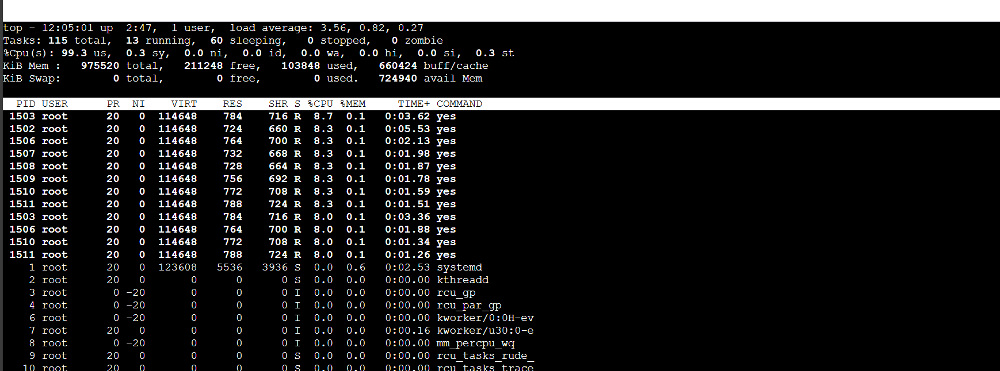 top - 12:05:01 up  2:47,  1 user,  load average: 3.56, 0.82, 0.27
Tasks: 115 total,  13 running,  60 sleeping,   0 stopped,   0 zombie
%Cpu(s): 99.3 us,  0.3 sy,  0.0 ni,  0.0 id,  0.0 wa,  0.0 hi,  0.0 si,  0.3 st
KiB Mem :   975520 total,   211248 free,   103848 used,   660424 buff/cache
KiB Swap:        0 total,        0 free,        0 used.   724940 avail Mem
PID USER      PR  NI    VIRT    RES    SHR S %CPU %MEM     TIME+ COMMAND
1503 root      20   0  114648    784    716 R  8.7  0.1   0:03.62 yes
1502 root      20   0  114648    724    660 R  8.3  0.1   0:05.53 yes
1506 root      20   0  114648    764    700 R  8.3  0.1   0:02.13 yes
1507 root      20   0  114648    732    668 R  8.3  0.1   0:01.98 yes
1508 root      20   0  114648    728    664 R  8.3  0.1   0:01.87 yes
1509 root      20   0  114648    756    692 R  8.3  0.1   0:01.78 yes
1510 root      20   0  114648    772    708 R  8.3  0.1   0:01.59 yes
1511 root      20   0  114648    788    724 R  8.3  0.1   0:01.51 yes
1503 root      20   0  114648    784    716 R  8.0  0.1   0:03.36 yes
1506 root      20   0  114648    764    700 R  8.0  0.1   0:01.88 yes
1510 root      20   0  114648    772    708 R  8.0  0.1   0:01.34 yes
1511 root      20   0  114648    788    724 R  8.0  0.1   0:01.26 yes
1 root      20   0  123608   5536   3936 S  0.0  0.6   0:02.53 systemd
2 root      20   0       0      0      0 S  0.0  0.0   0:00.00 kthreadd
3 root       0 -20       0      0      0 I  0.0  0.0   0:00.00 rcu_gp
4 root       0 -20       0      0      0 I  0.0  0.0   0:00.00 rcu_par_gp
6 root       0 -20       0      0      0 I  0.0  0.0   0:00.00 kworker/0:0H-ev
7 root      20   0       0      0      0 I  0.0  0.0   0:00.16 kworker/u30:0-e
8 root       0 -20       0      0      0 I  0.0  0.0   0:00.00 mm_percpu_wq
9 root      20   0       0      0      0 S  0.0  0.0   0:00.00 rcu_tasks_rude_
10 root      20   0       0      0      0 S  0.0  0.0   0:00.00 rcu_tasks_trace